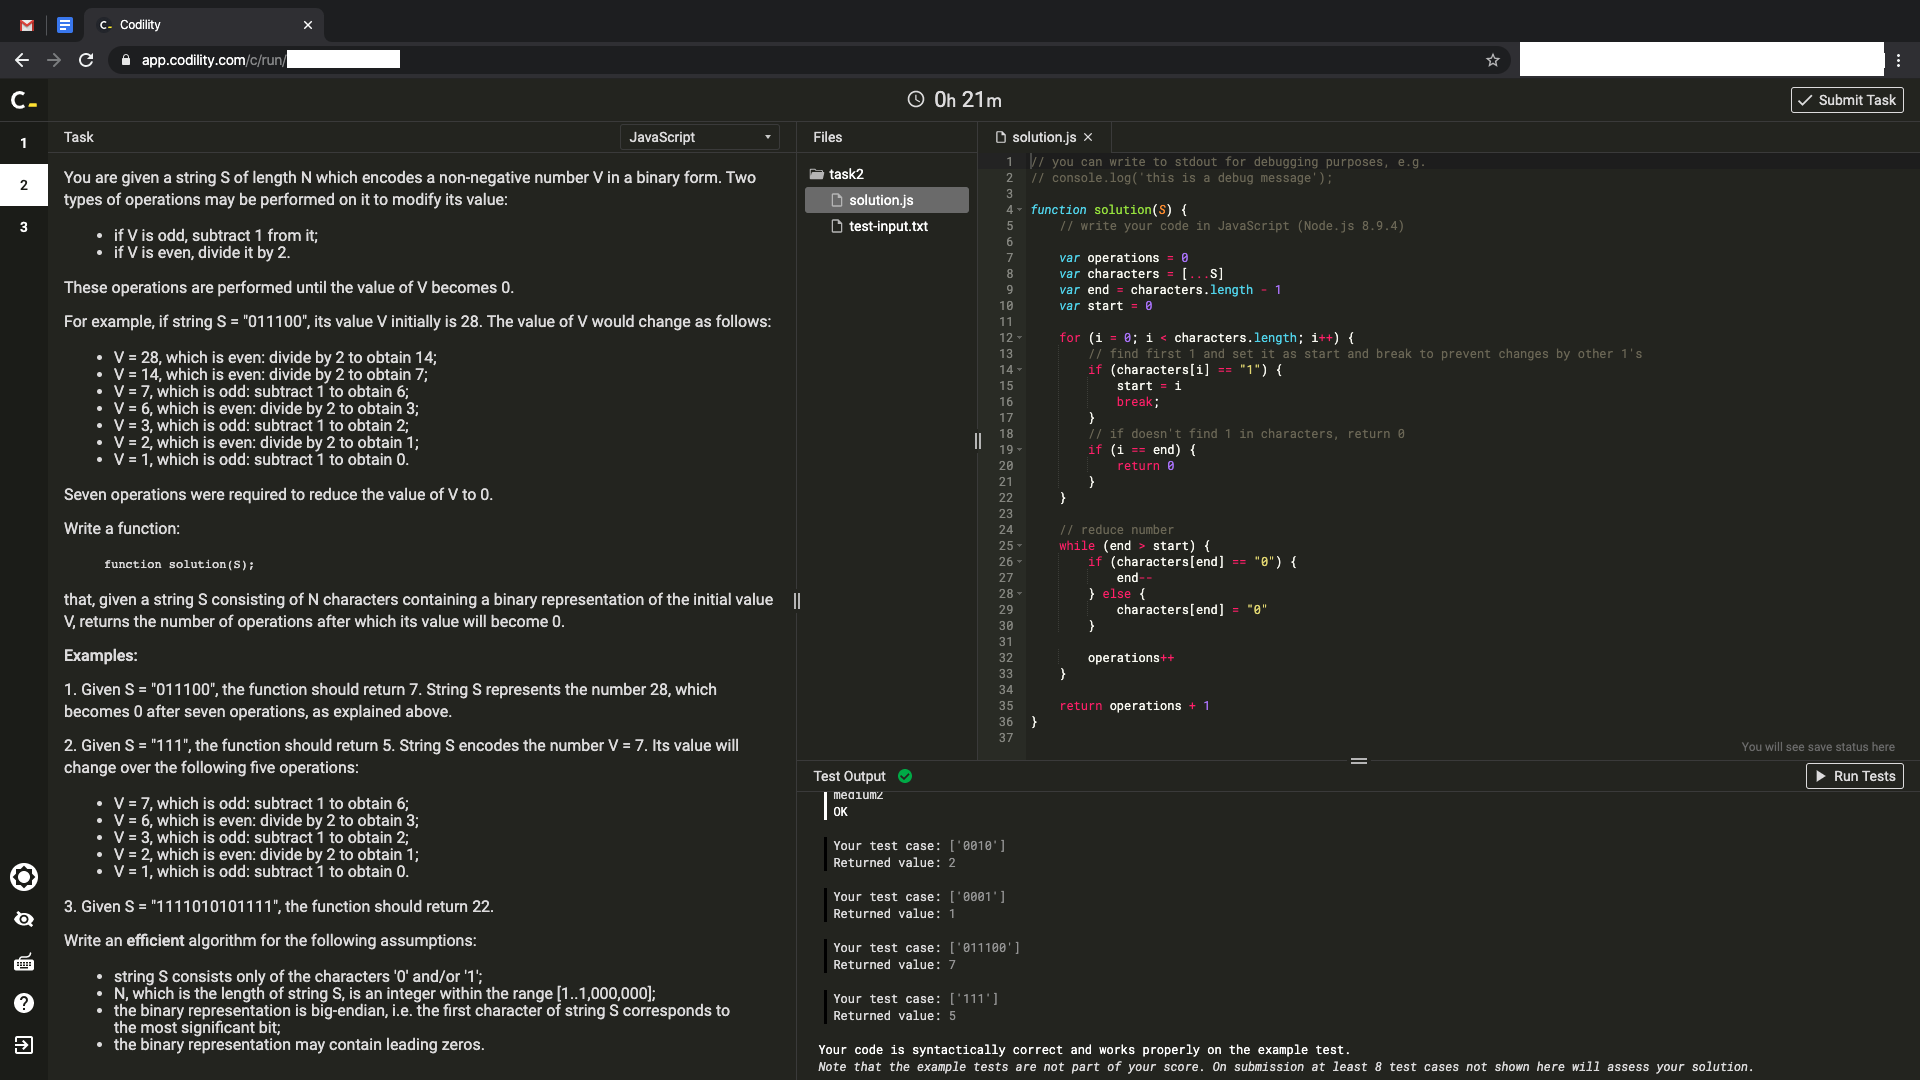 Codility
app.codility.com/c/run/
0h 21m
Submit Task
1
2
3
Task
JavaScript
You are given a string S of length N which encodes a non-negative number V in a binary form. Two
types of operations may be performed on it to modify its value:
• if V is odd, subtract 1 from it;
• if V is even, divide it by 2.
These operations are performed until the value of V becomes 0.
For example, if string S = "011100", its value V initially is 28. The value of V would change as follows:
• V = 28, which is even: divide by 2 to obtain 14;
• V = 14, which is even: divide by 2 to obtain 7;
• V = 7, which is odd: subtract 1 to obtain 6;
• V = 6, which is even: divide by 2 to obtain 3;
• V = 3, which is odd: subtract 1 to obtain 2;
• V = 2, which is even: divide by 2 to obtain 1;
• V = 1, which is odd: subtract 1 to obtain 0.
Seven operations were required to reduce the value of V to 0.
Write a function:
function solution(S);
that, given a string S consisting of N characters containing a binary representation of the initial value
V, returns the number of operations after which its value will become 0.
Examples:
1. Given S = "011100", the function should return 7. String S represents the number 28, which
becomes 0 after seven operations, as explained above.
2. Given S = "111", the function should return 5. String S encodes the number V = 7. Its value will
change over the following five operations:
• V = 7, which is odd: subtract 1 to obtain 6;
• V = 6, which is even: divide by 2 to obtain 3;
• V = 3, which is odd: subtract 1 to obtain 2;
• V = 2, which is even: divide by 2 to obtain 1;
• V = 1, which is odd: subtract 1 to obtain 0.
3. Given S = "1111010101111", the function should return 22.
Write an efficient algorithm for the following assumptions:
• string S consists only of the characters '0' and/or '1';
• N, which is the length of string S, is an integer within the range [1..1,000,000];
• the binary representation is big-endian, i.e. the first character of string S corresponds to
the most significant bit;
• the binary representation may contain leading zeros.
Files
task2
solution.js
test-input.txt
solution.js
1 // you can write to stdout for debugging purposes, e.g.
2 // console.log('this is a debug message');
3
4 function solution(S) {
5     // write your code in JavaScript (Node.js 8.9.4)
6
7     var operations = 0
8     var characters = [...S]
9     var end = characters.length - 1
10     var start = 0
11
12     for (i = 0; i < characters.length; i++) {
13         // find first 1 and set it as start and break to prevent changes by other 1's
14         if (characters[i] == "1") {
15             start = i
16             break;
17         }
18         // if doesn't find 1 in characters, return 0
19         if (i == end) {
20             return 0
21         }
22     }
23
24     // reduce number
25     while (end > start) {
26         if (characters[end] == "0") {
27             end--
28         } else {
29             characters[end] = "0"
30         }
31
32         operations++
33     }
34
35     return operations + 1
36 }
37
You will see save status here
Test Output
Run Tests
medium2
OK
Your test case: ['0010']
Returned value: 2
Your test case: ['0001']
Returned value: 1
Your test case: ['011100']
Returned value: 7
Your test case: ['111']
Returned value: 5
Your code is syntactically correct and works properly on the example test.
Note that the example tests are not part of your score. On submission at least 8 test cases not shown here will assess your solution.